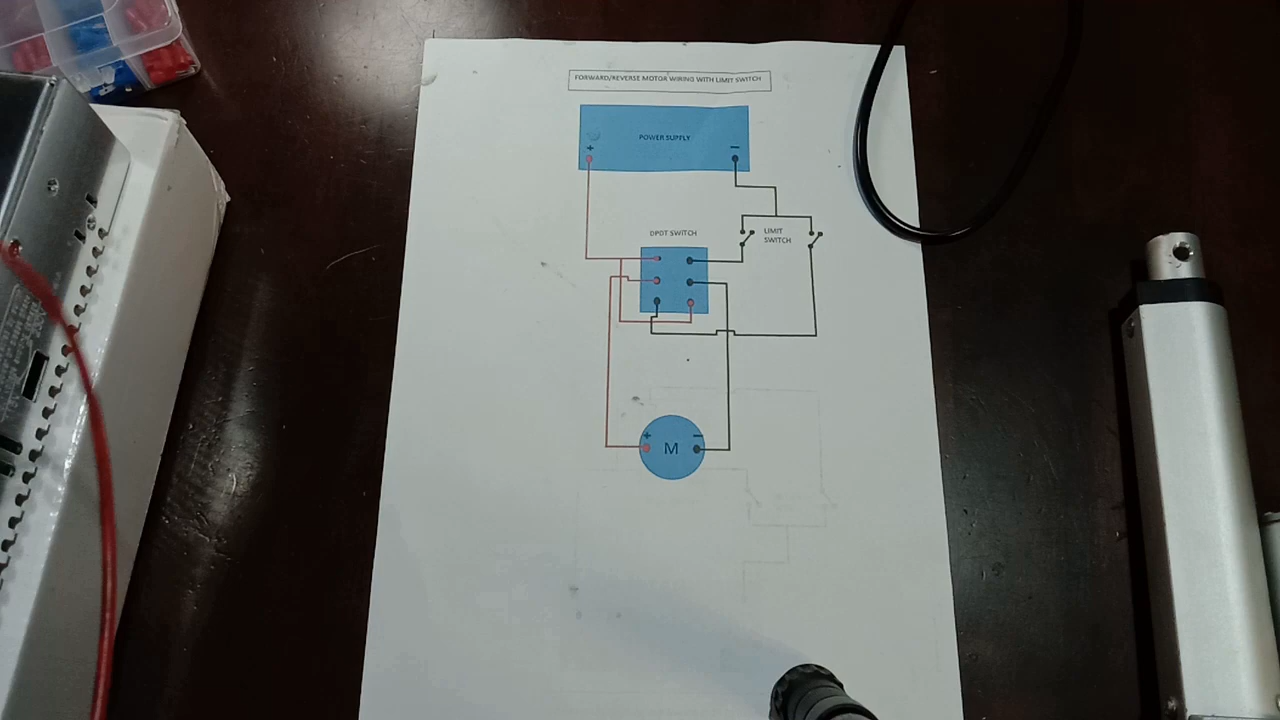 FORWARD/REVERSE MOTOR WIRING WITH LIMIT SWITCH
POWER SUPPLY
+ −
DPDT SWITCH
LIMIT
SWITCH
+ −
M